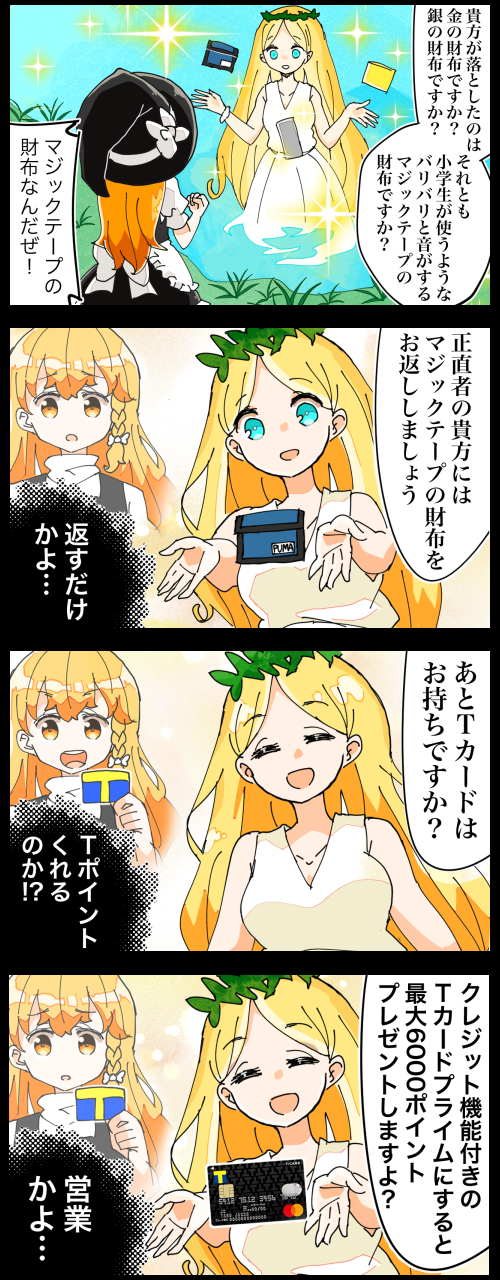 貴方が落としたのは
金の財布ですか?
銀の財布ですか?
それとも
小学生が使うような
バリバリと音がする
マジックテープの
財布ですか?
マジックテープの
財布なんだぜ!
正直者の貴方には
マジックテープの財布を
お返ししましょう
PUMA
返すだけ
かよ…
あとTカードは
お持ちですか?
T
Tポイント
くれる
のか!?
クレジット機能付きの
Tカードプライムにすると
最大6000ポイント
プレゼントしますよ?
T
T
5912 7512 3456
営業
かよ…